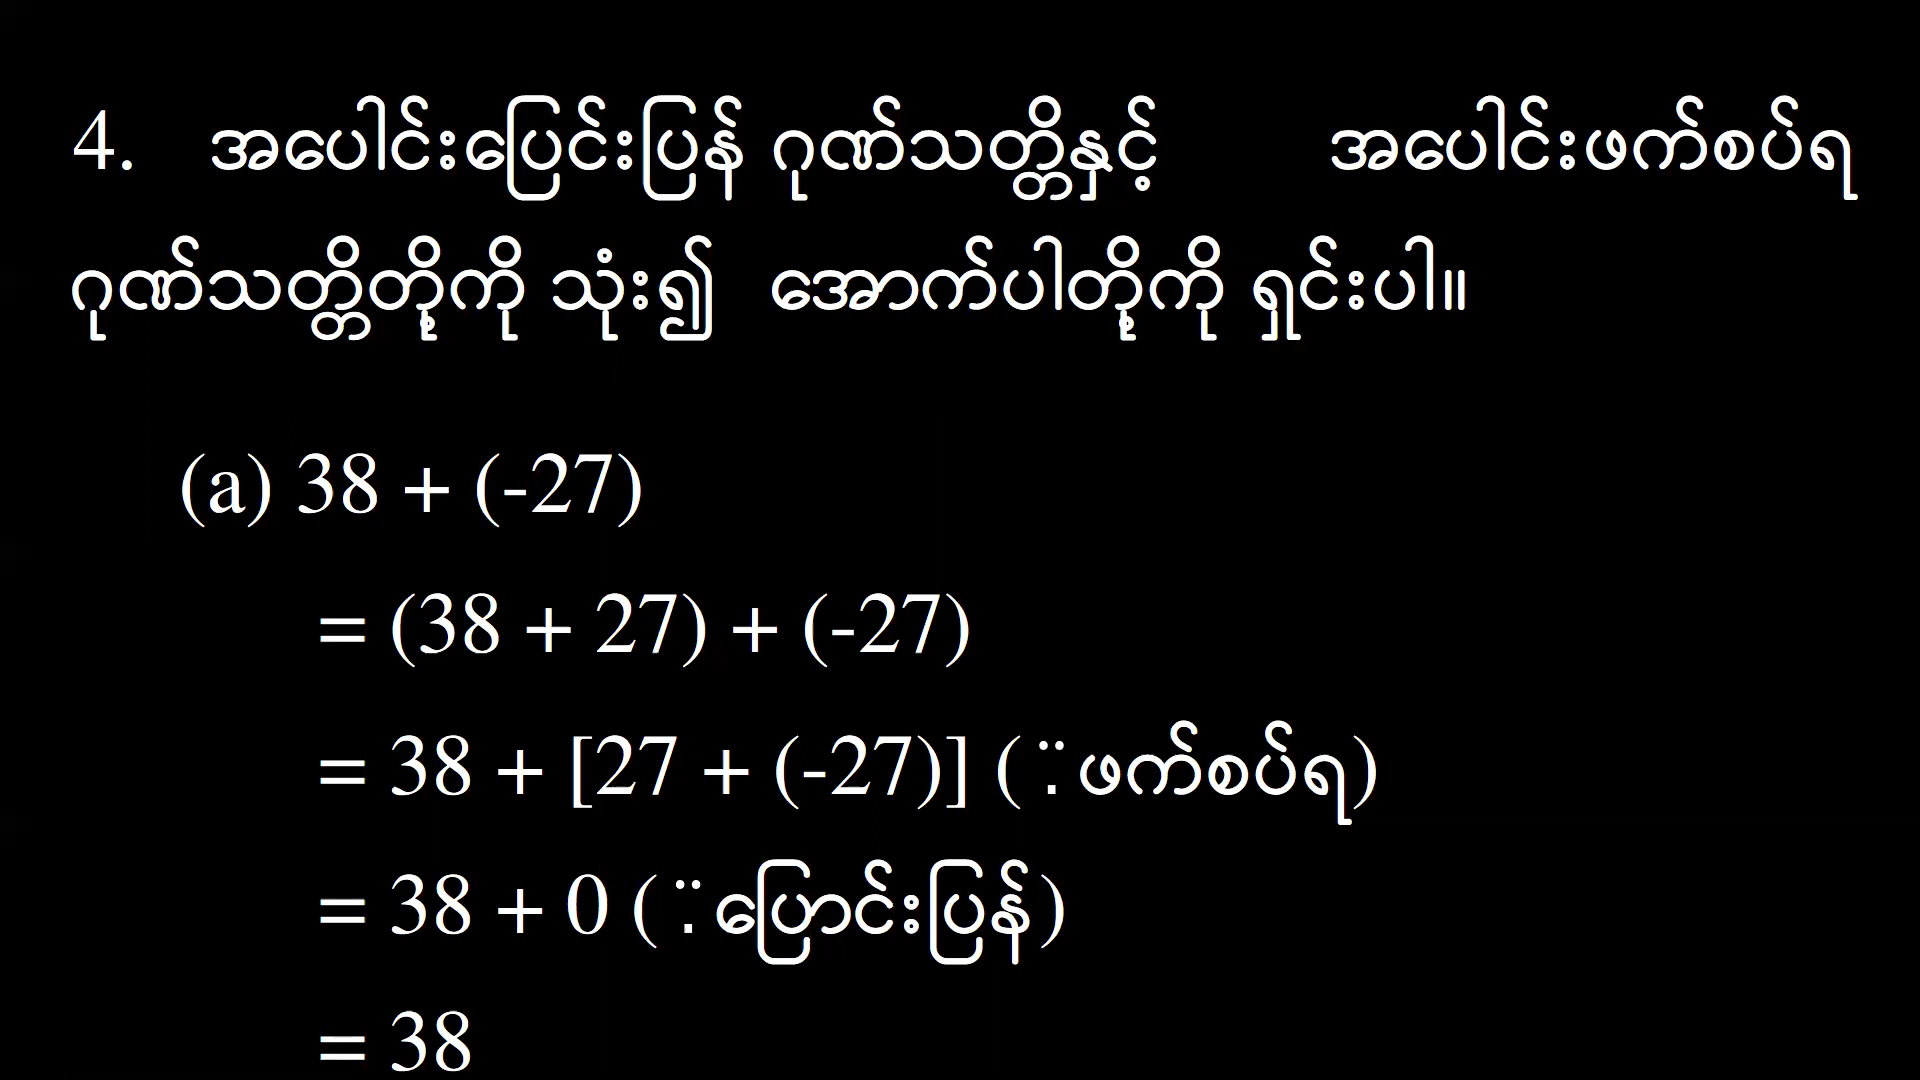 4. အပေါင်းပြေင်းပြန် ဂုဏ်သတ္တိနှင့် အပေါင်းဖက်စပ်ရ
ဂုဏ်သတ္တိတို့ကို သုံး၍ အောက်ပါတို့ကို ရှင်းပါ။
(a) 38 + (-27)
= (38 + 27) + (-27)
= 38 + [27 + (-27)] ( ⸪ဖက်စပ်ရ)
= 38 + 0 ( ⸪ပြောင်းပြန်)
= 38